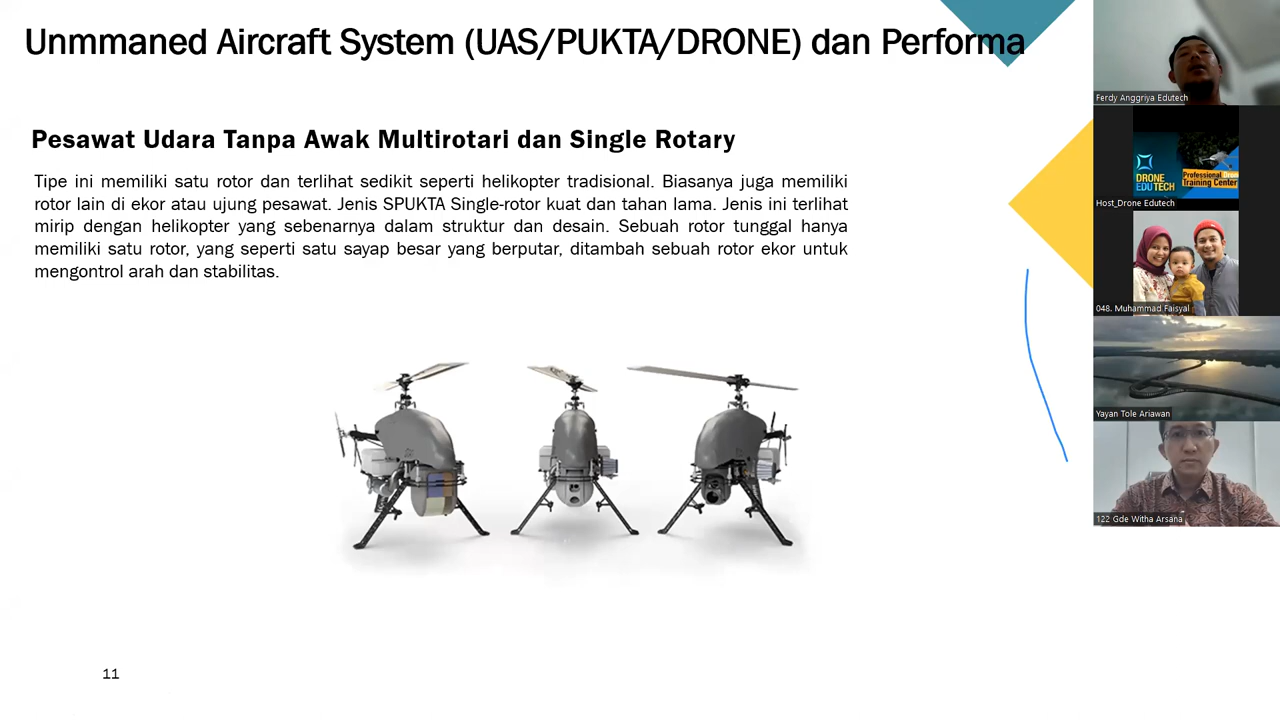 Unmmaned Aircraft System (UAS/PUKTA/DRONE) dan Performa
Pesawat Udara Tanpa Awak Multirotari dan Single Rotary
Tipe ini memiliki satu rotor dan terlihat sedikit seperti helikopter tradisional. Biasanya juga memiliki
rotor lain di ekor atau ujung pesawat. Jenis SPUKTA Single-rotor kuat dan tahan lama. Jenis ini terlihat
mirip dengan helikopter yang sebenarnya dalam struktur dan desain. Sebuah rotor tunggal hanya
memiliki satu rotor, yang seperti satu sayap besar yang berputar, ditambah sebuah rotor ekor untuk
mengontrol arah dan stabilitas.
11
Ferdy Anggriya Edutech
DRONE
EDUTECH
Professional Drone
Training Center
Host_Drone Edutech
048. Muhammad Faisyal
Yayan Tole Ariawan
122 Gde Witha Arsana